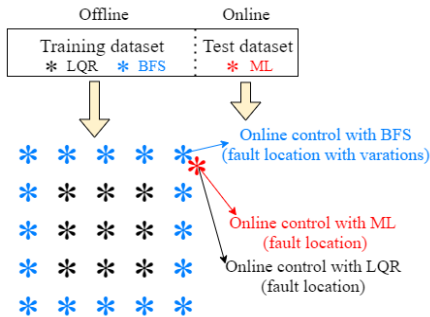 Offline Online
Training dataset Test dataset
* LQR * BFS * ML
Online control with BFS
(fault location with varations)
Online control with ML
(fault location)
Online control with LQR
(fault location)